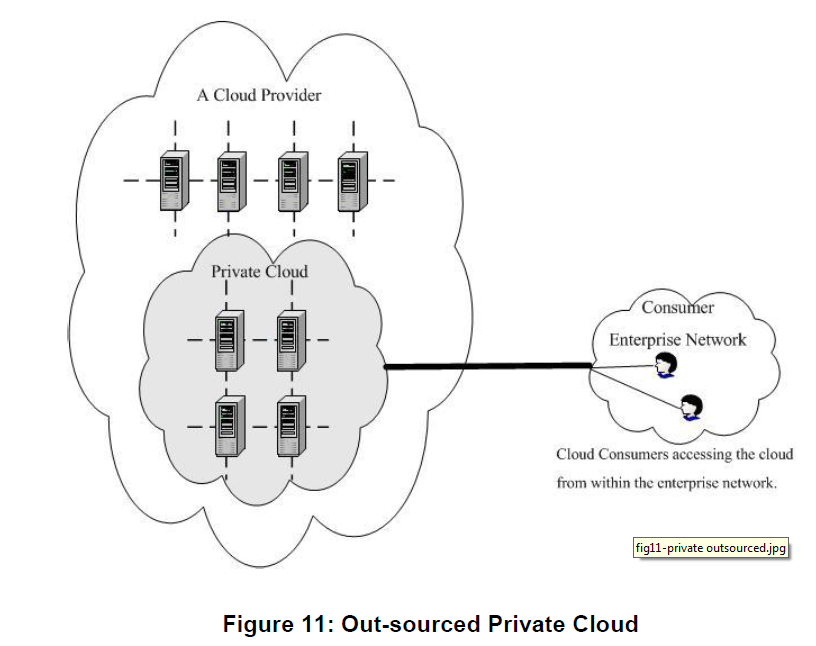 A Cloud Provider
Private Cloud
Consumer
Enterprise Network
Cloud Consumers accessing the cloud
from within the enterprise network.
fig11-private outsourced.jpg
Figure 11: Out-sourced Private Cloud